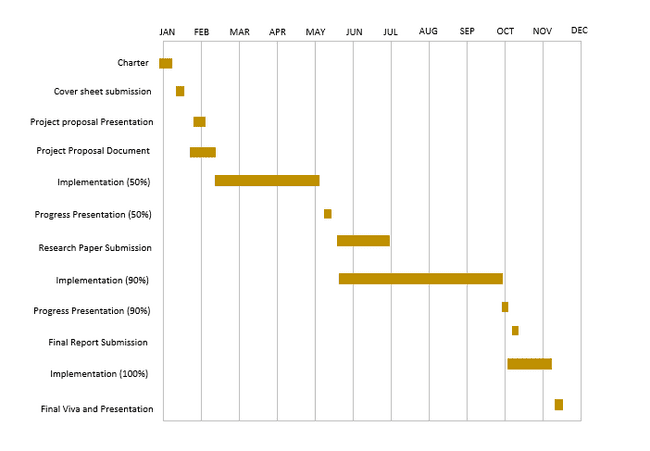 JAN FEB MAR APR MAY JUN JUL AUG SEP OCT NOV DEC
Charter
Cover sheet submission
Project proposal Presentation
Project Proposal Document
Implementation (50%)
Progress Presentation (50%)
Research Paper Submission
Implementation (90%)
Progress Presentation (90%)
Final Report Submission
Implementation (100%)
Final Viva and Presentation